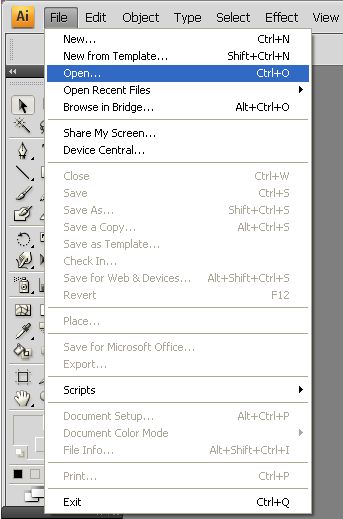 Ai File Edit Object Type Select Effect View
New... Ctrl+N
New from Template... Shift+Ctrl+N
Open... Ctrl+O
Open Recent Files
Browse in Bridge... Alt+Ctrl+O
Share My Screen...
Device Central...
Close Ctrl+W
Save Ctrl+S
Save As... Shift+Ctrl+S
Save a Copy... Alt+Ctrl+S
Save as Template...
Check In...
Save for Web & Devices... Alt+Shift+Ctrl+S
Revert F12
Place...
Save for Microsoft Office...
Export...
Scripts
Document Setup... Alt+Ctrl+P
Document Color Mode
File Info... Alt+Shift+Ctrl+I
Print... Ctrl+P
Exit Ctrl+Q